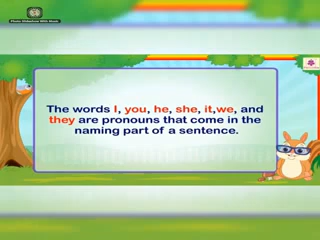 The words I, you, he, she, it,we, and
they are pronouns that come in the
naming part of a sentence.